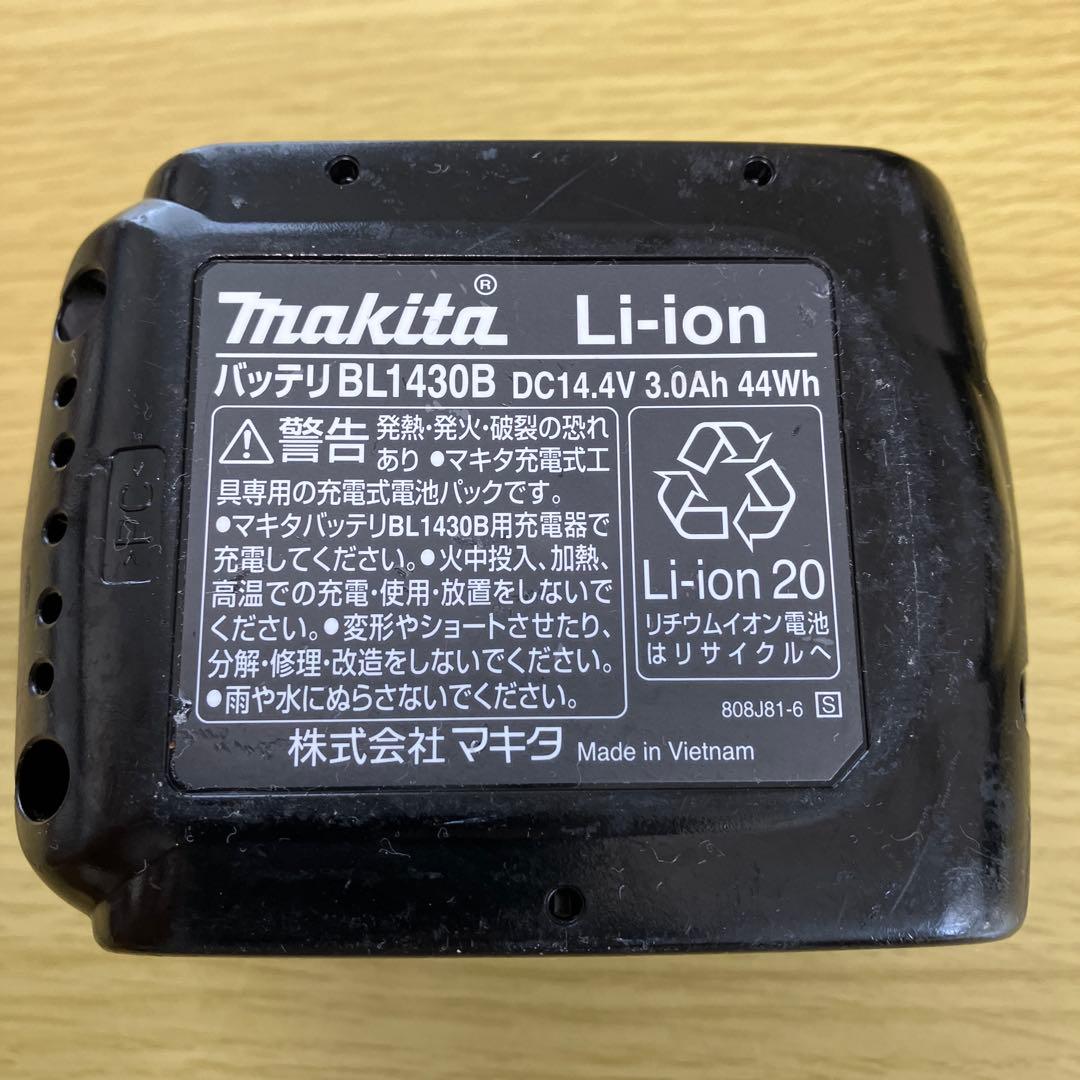 makita® Li-ion
バッテリBL1430B DC14.4V 3.0Ah 44Wh
警告 発熱・発火・破裂の恐れ
あり ●マキタ充電式工
具専用の充電式電池パックです。
●マキタバッテリBL1430B用充電器で
充電してください。●火中投入、加熱、
高温での充電・使用・放置をしないで
ください。●変形やショートさせたり、
分解・修理・改造をしないでください。
●雨や水にぬらさないでください。
Li-ion 20
リチウムイオン電池
はリサイクルへ
808J81-6 S
株式会社マキタ Made in Vietnam